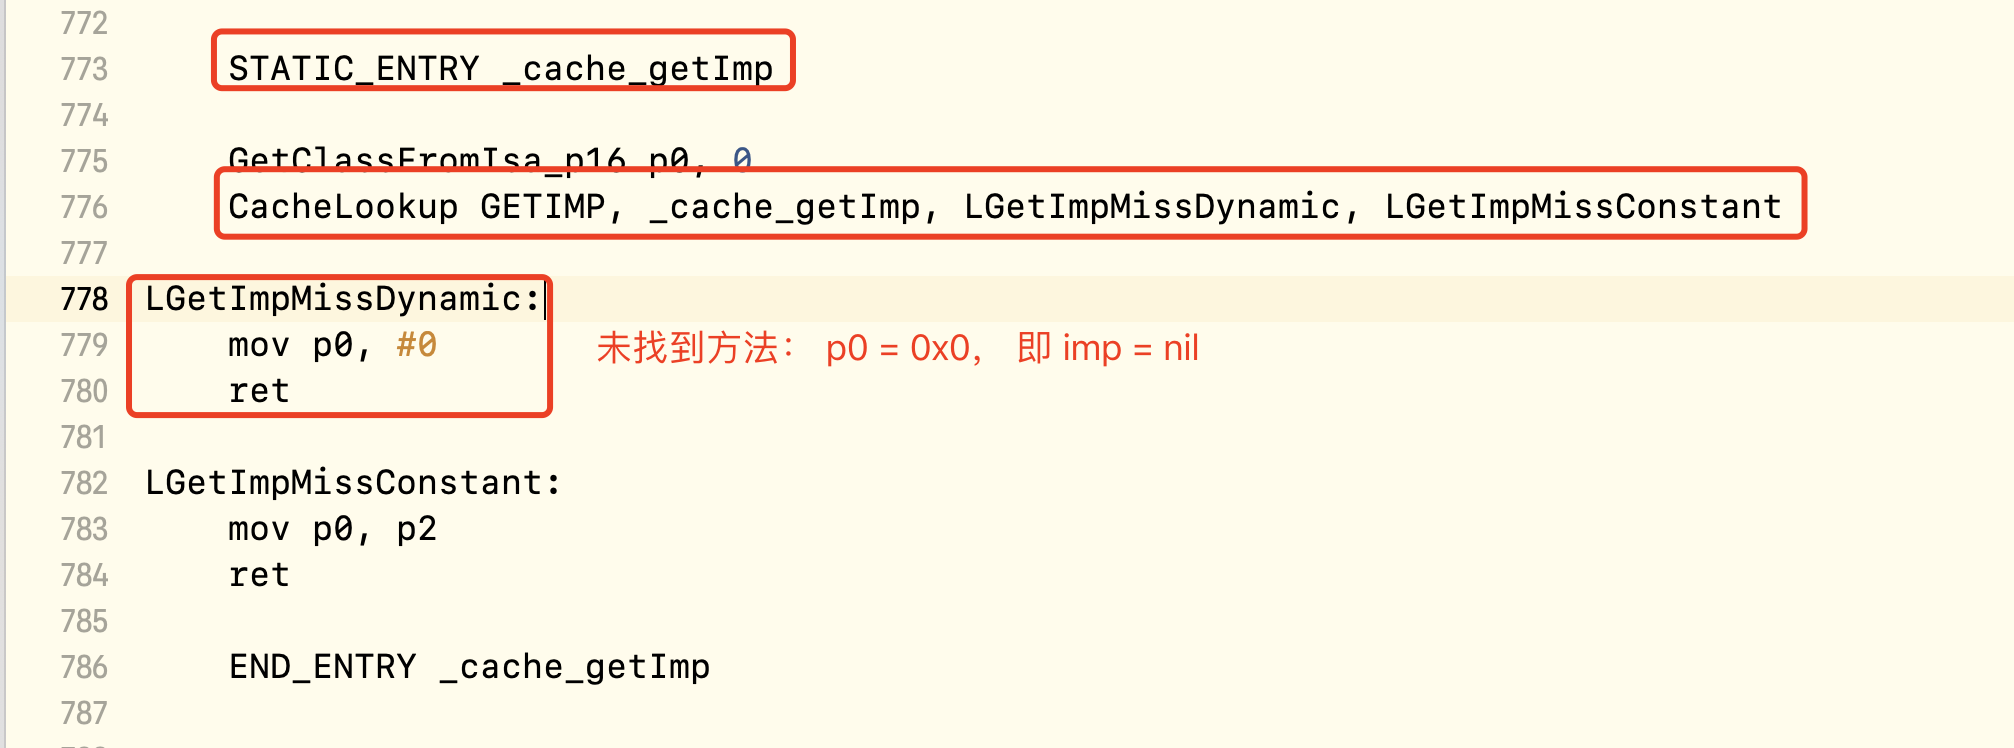 772
773 STATIC_ENTRY _cache_getImp
774
775 GetClassFromIsa_p16 p0, 0
776 CacheLookup GETIMP, _cache_getImp, LGetImpMissDynamic, LGetImpMissConstant
777
778 LGetImpMissDynamic:
779 mov p0, #0 未找到方法： p0 = 0x0， 即 imp = nil
780 ret
781
782 LGetImpMissConstant:
783 mov p0, p2
784 ret
785
786 END_ENTRY _cache_getImp
787